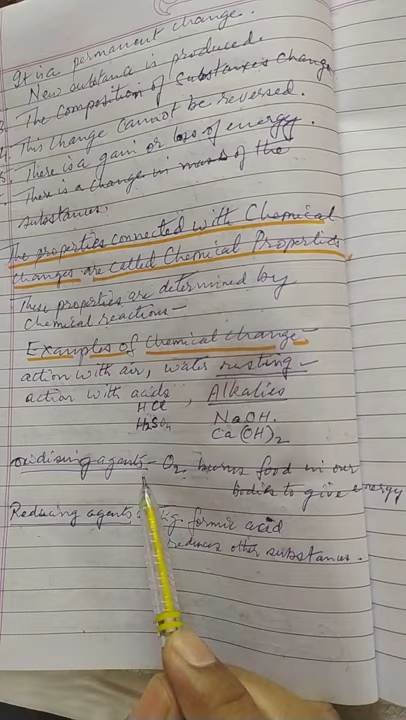 It is a permanent change.
New substance is produced.
3. The composition of substance is change
4. This change cannot be reversed.
5. There is a gain or loss of energy.
There is a change in mass of the
substances.
The properties connected with Chemical
changes are called Chemical Properties
These properties are determined by
Chemical reactions-
Examples of Chemical Change-
action with air, water rusting-
action with acids, Alkalies
HCl NaOH.
H2SO4 Ca(OH)2
oxidising agents- O2 burns food in our
bodies to give energy
Reducing agents eg. formic acid
reduces other substances.